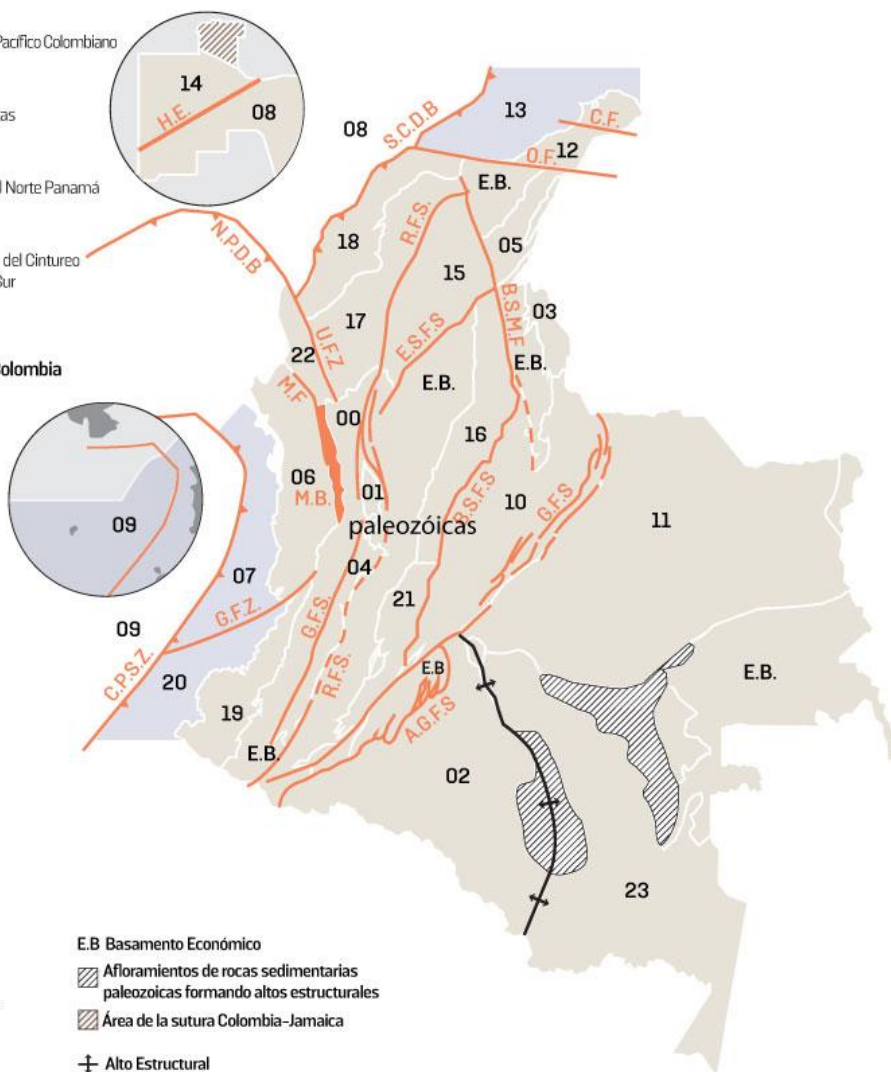 Pacífico Colombiano
tas
l Norte Panamá
del Cintureo
Sur
Colombia
14
H.E.
08
08
S.C.D.B
13
C.F.
12
O.F.
E.B.
N.P.D.B
18
R.F.S.
05
15
B.S.M.F
03
17
U.F.Z
E.S.F.S
22
E.B.
E.B.
M.F
00
16
06
M.B.
01
B.S.F.S
10
G.F.S
11
paleozóicas
09
07
04
G.F.Z.
G.F.S.
21
09
C.P.S.Z.
20
R.F.S.
E.B
E.B.
19
A.G.F.S
E.B.
02
23
E.B Basamento Económico
Afloramientos de rocas sedimentarias
paleozoicas formando altos estructurales
Área de la sutura Colombia-Jamaica
Alto Estructural